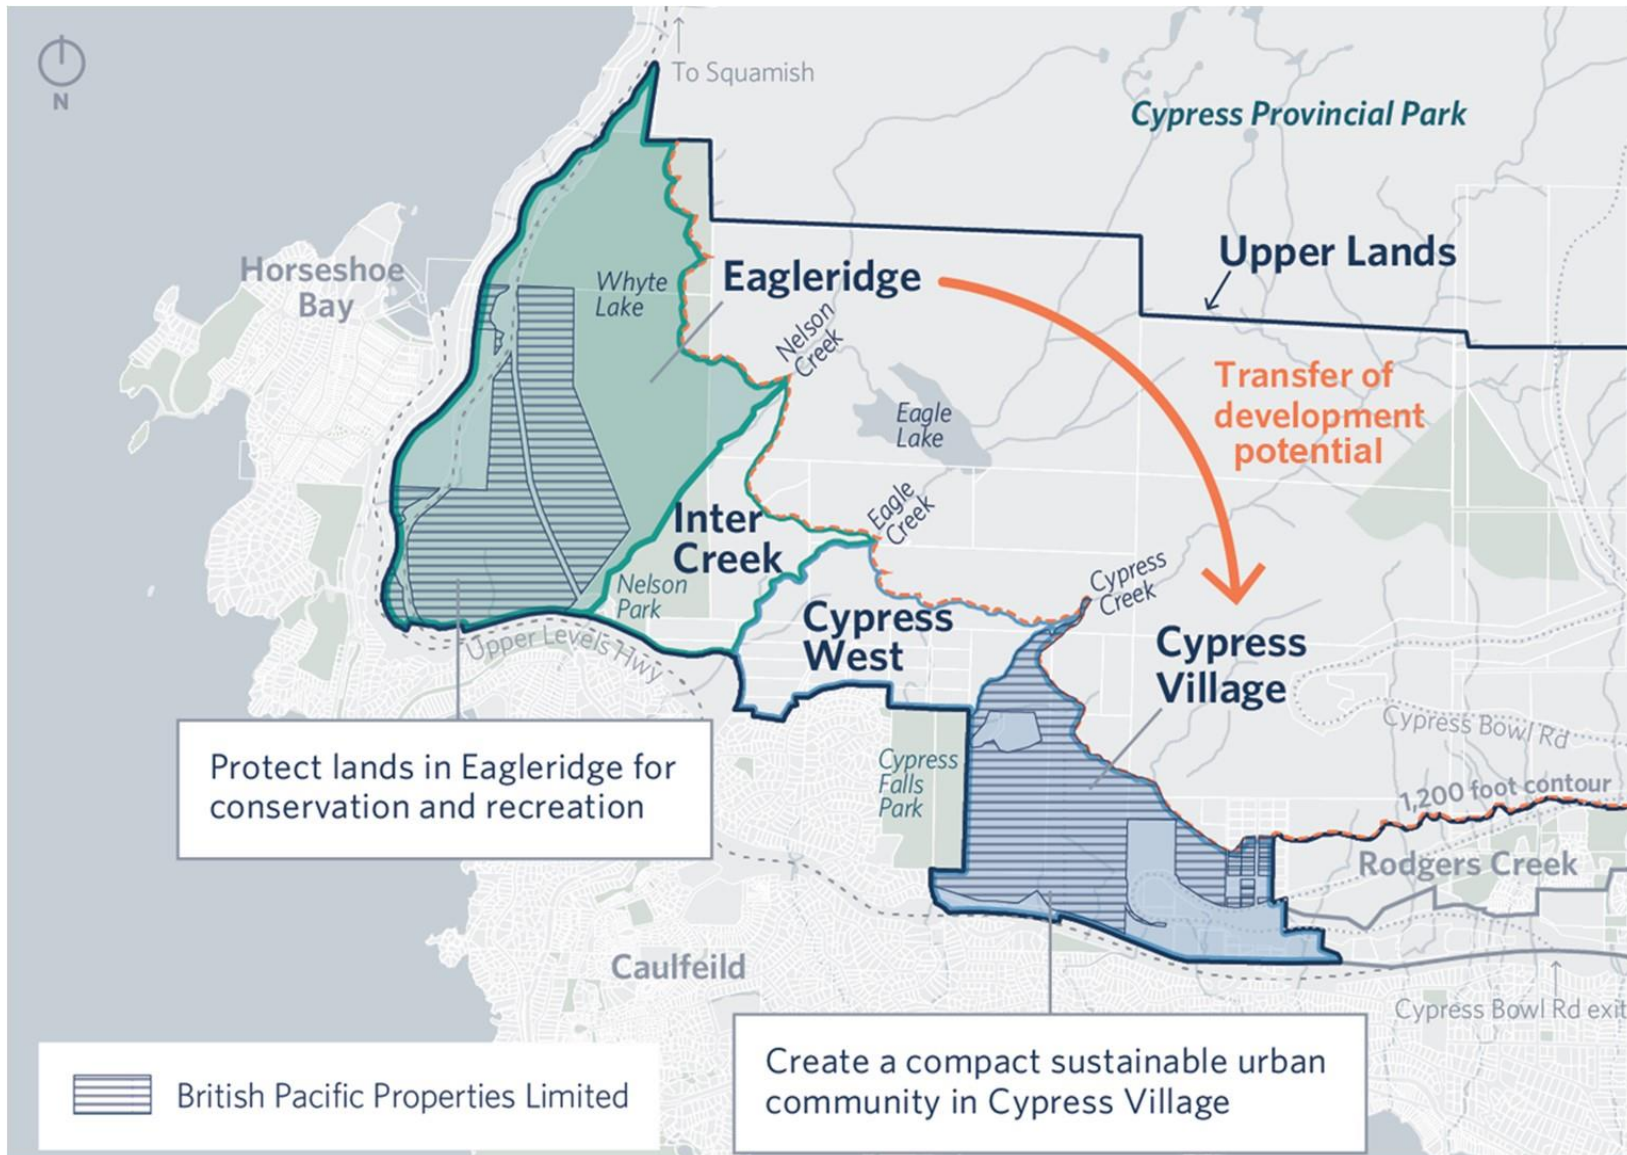 N
To Squamish
Cypress Provincial Park
Horseshoe
Bay
Whyte
Lake
Eagleridge
Upper Lands
Nelson
Creek
Transfer of
development
potential
Eagle
Lake
Eagle
Creek
Inter
Creek
Nelson
Park
Cypress
Creek
Cypress
West
Cypress
Village
Upper Levels Hwy
Cypress Bowl Rd
Protect lands in Eagleridge for
conservation and recreation
Cypress
Falls
Park
1,200 foot contour
Rodgers Creek
Caulfeild
Cypress Bowl Rd exit
Create a compact sustainable urban
community in Cypress Village
British Pacific Properties Limited